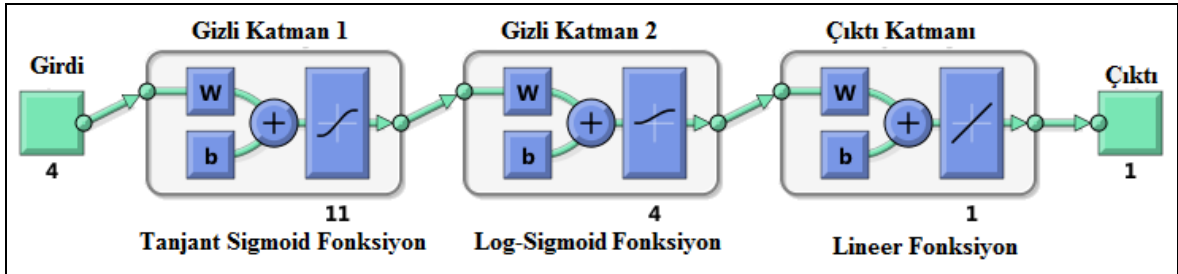 Gizli Katman 1
Gizli Katman 2
Çıktı Katmanı
Girdi
Çıktı
W
b
W
b
W
b
4
11
4
1
1
Tanjant Sigmoid Fonksiyon
Log-Sigmoid Fonksiyon
Lineer Fonksiyon